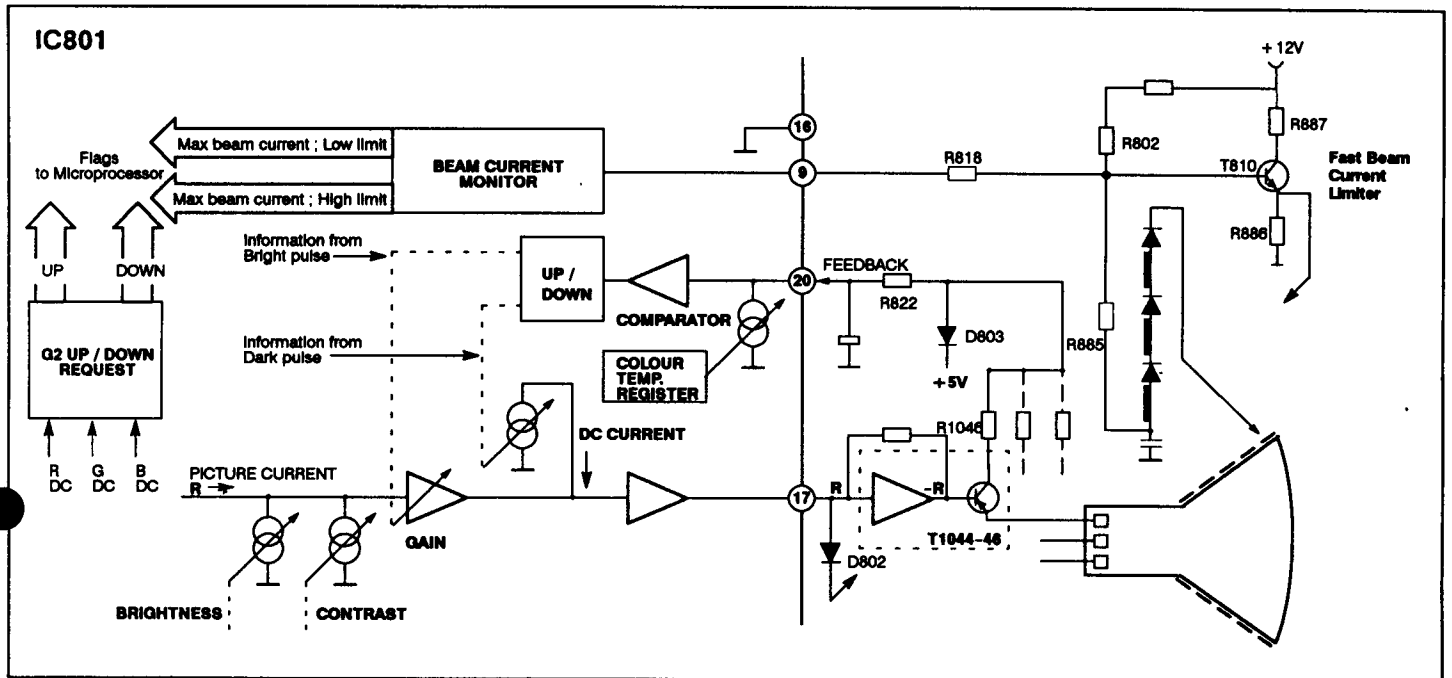 IC801
+ 12V
R887
R802
T810
Fast Beam
Current
Limiter
R886
16
Max beam current ; Low limit
Flags
to Microprocessor
BEAM CURRENT
MONITOR
9
R818
Max beam current ; High limit
UP
DOWN
Information from
Bright pulse
UP /
DOWN
COMPARATOR
20
FEEDBACK
R822
D803
+5V
R885
G2 UP / DOWN
REQUEST
Information from
Dark pulse
COLOUR
TEMP.
REGISTER
R1046
R
DC
G
DC
B
DC
PICTURE CURRENT
R
DC CURRENT
GAIN
17
R
-R
T1044-46
D802
BRIGHTNESS
CONTRAST